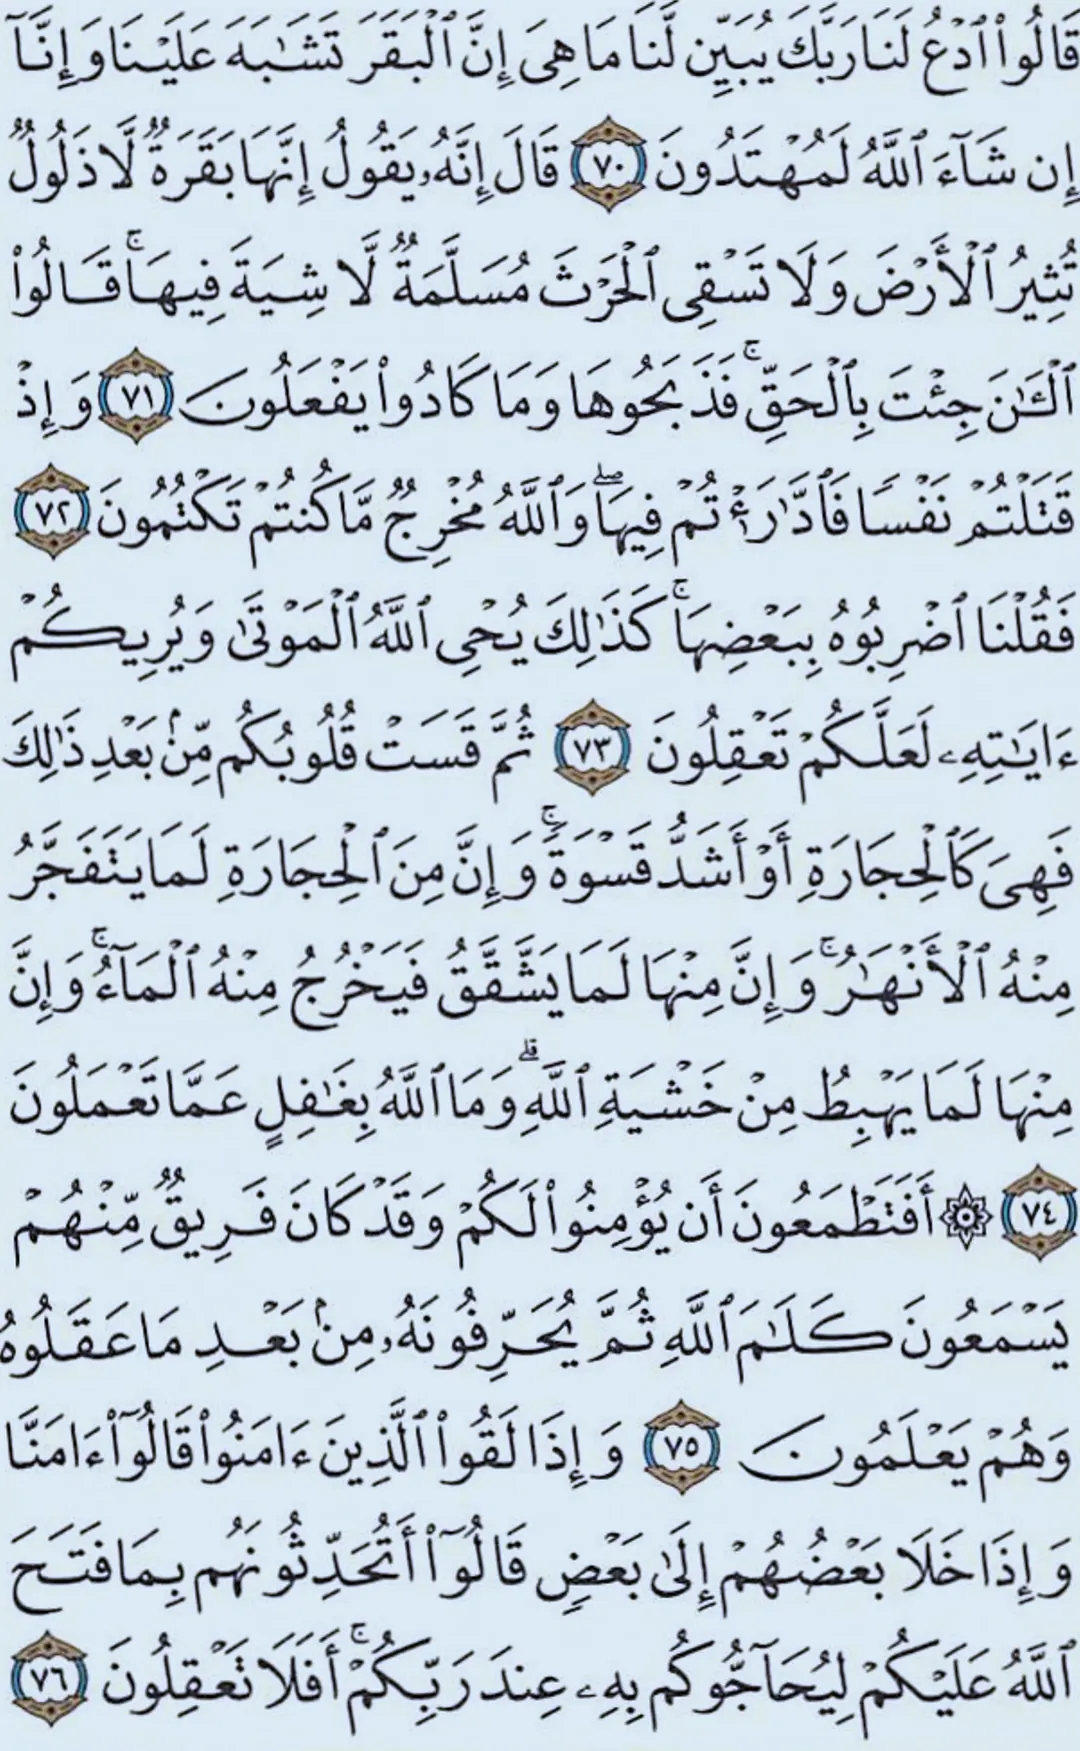 قَالُوا۟ ٱدْعُ لَنَا رَبَّكَ يُبَيِّن لَّنَا مَا هِىَ إِنَّ ٱلْبَقَرَ تَشَـٰبَهَ عَلَيْنَا وَإِنَّآ
إِن شَآءَ ٱللَّهُ لَمُهْتَدُونَ ٧٠ قَالَ إِنَّهُۥ يَقُولُ إِنَّهَا بَقَرَةٌ لَّا ذَلُولٌ
تُثِيرُ ٱلْأَرْضَ وَلَا تَسْقِى ٱلْحَرْثَ مُسَلَّمَةٌ لَّا شِيَةَ فِيهَا ۚ قَالُوا۟
ٱلْـَٔـٰنَ جِئْتَ بِٱلْحَقِّ ۚ فَذَبَحُوهَا وَمَا كَادُوا۟ يَفْعَلُونَ ٧١ وَإِذْ
قَتَلْتُمْ نَفْسًا فَٱدَّٰرَْٰٔتُمْ فِيهَا ۖ وَٱللَّهُ مُخْرِجٌ مَّا كُنتُمْ تَكْتُمُونَ ٧٢
فَقُلْنَا ٱضْرِبُوهُ بِبَعْضِهَا ۚ كَذَٰلِكَ يُحْىِ ٱللَّهُ ٱلْمَوْتَىٰ وَيُرِيكُمْ
ءَايَـٰتِهِۦ لَعَلَّكُمْ تَعْقِلُونَ ٧٣ ثُمَّ قَسَتْ قُلُوبُكُم مِّنۢ بَعْدِ ذَٰلِكَ
فَهِىَ كَٱلْحِجَارَةِ أَوْ أَشَدُّ قَسْوَةً ۚ وَإِنَّ مِنَ ٱلْحِجَارَةِ لَمَا يَتَفَجَّرُ
مِنْهُ ٱلْأَنْهَـٰرُ ۚ وَإِنَّ مِنْهَا لَمَا يَشَّقَّقُ فَيَخْرُجُ مِنْهُ ٱلْمَآءُ ۚ وَإِنَّ
مِنْهَا لَمَا يَهْبِطُ مِنْ خَشْيَةِ ٱللَّهِ ۗ وَمَا ٱللَّهُ بِغَـٰفِلٍ عَمَّا تَعْمَلُونَ
٧٤ ۞ أَفَتَطْمَعُونَ أَن يُؤْمِنُوا۟ لَكُمْ وَقَدْ كَانَ فَرِيقٌ مِّنْهُمْ
يَسْمَعُونَ كَلَـٰمَ ٱللَّهِ ثُمَّ يُحَرِّفُونَهُۥ مِنۢ بَعْدِ مَا عَقَلُوهُ
وَهُمْ يَعْلَمُونَ ٧٥ وَإِذَا لَقُوا۟ ٱلَّذِينَ ءَامَنُوا۟ قَالُوٓا۟ ءَامَنَّا
وَإِذَا خَلَا بَعْضُهُمْ إِلَىٰ بَعْضٍ قَالُوٓا۟ أَتُحَدِّثُونَهُم بِمَا فَتَحَ
ٱللَّهُ عَلَيْكُمْ لِيُحَآجُّوكُم بِهِۦ عِندَ رَبِّكُمْ ۚ أَفَلَا تَعْقِلُونَ ٧٦